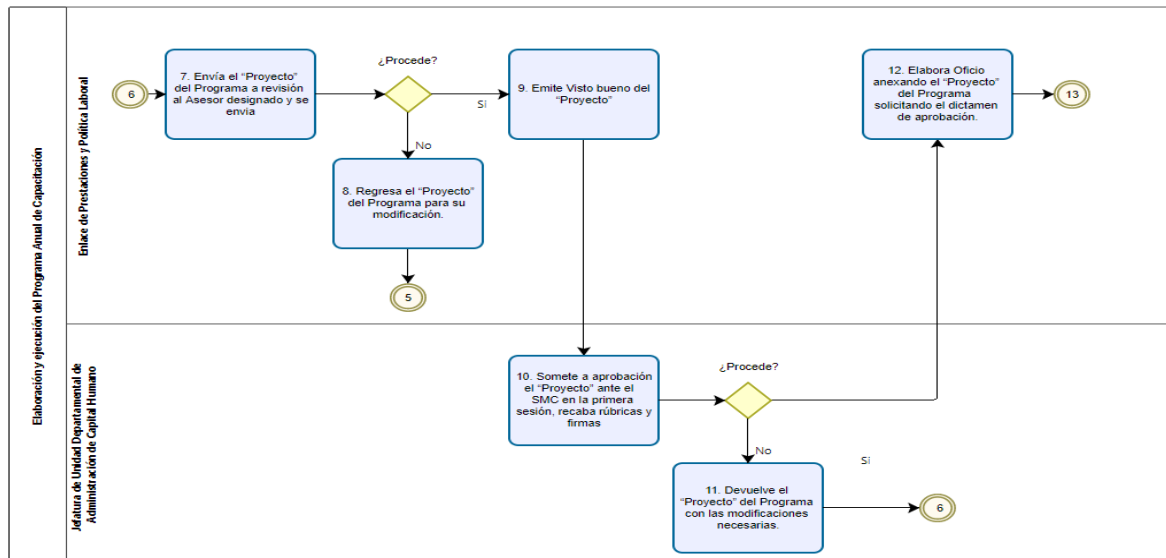 Elaboración y ejecución del Programa Anual de Capacitación
Enlace de Prestaciones y Política Laboral
6
7. Envía el “Proyecto”
del Programa a revisión
al Asesor designado y se
envia
¿Procede?
Si
No
8. Regresa el “Proyecto”
del Programa para su
modificación.
5
9. Emite Visto bueno del
“Proyecto”
12. Elabora Oficio
anexando el “Proyecto”
del Programa
solicitando el dictamen
de aprobación.
13
Jefatura de Unidad Departamental de
Administración de Capital Humano
10. Somete a aprobación
el “Proyecto” ante el
SMC en la primera
sesión, recaba rúbricas y
firmas
¿Procede?
No
Si
11. Devuelve el
“Proyecto” del Programa
con las modificaciones
necesarias.
6